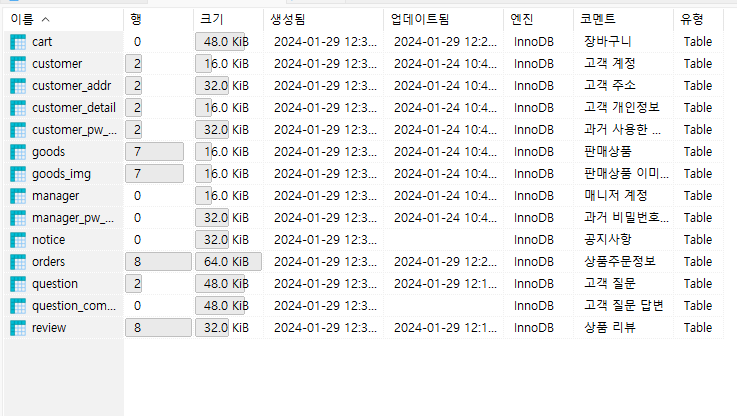 이름 행 크기 생성됨 업데이트됨 엔진 코멘트 유형
cart 0 48.0 KiB 2024-01-29 12:3... 2024-01-29 12:2... InnoDB 장바구니 Table
customer 2 16.0 KiB 2024-01-29 12:3... 2024-01-24 10:4... InnoDB 고객 계정 Table
customer_addr 2 32.0 KiB 2024-01-29 12:3... 2024-01-24 10:4... InnoDB 고객 주소 Table
customer_detail 2 16.0 KiB 2024-01-29 12:3... 2024-01-24 10:4... InnoDB 고객 개인정보 Table
customer_pw_... 2 32.0 KiB 2024-01-29 12:3... 2024-01-24 10:4... InnoDB 과거 사용한 ... Table
goods 7 16.0 KiB 2024-01-29 12:3... 2024-01-24 10:4... InnoDB 판매상품 Table
goods_img 7 16.0 KiB 2024-01-29 12:3... 2024-01-24 10:4... InnoDB 판매상품 이미... Table
manager 0 16.0 KiB 2024-01-29 12:3... 2024-01-24 10:4... InnoDB 매니저 계정 Table
manager_pw_... 0 32.0 KiB 2024-01-29 12:3... 2024-01-24 10:4... InnoDB 과거 비밀번호... Table
notice 0 32.0 KiB 2024-01-29 12:3... InnoDB 공지사항 Table
orders 8 64.0 KiB 2024-01-29 12:3... 2024-01-29 12:2... InnoDB 상품주문정보 Table
question 2 48.0 KiB 2024-01-29 12:3... 2024-01-29 12:1... InnoDB 고객 질문 Table
question_com... 0 48.0 KiB 2024-01-29 12:3... InnoDB 고객 질문 답변 Table
review 8 32.0 KiB 2024-01-29 12:3... 2024-01-29 12:1... InnoDB 상품 리뷰 Table